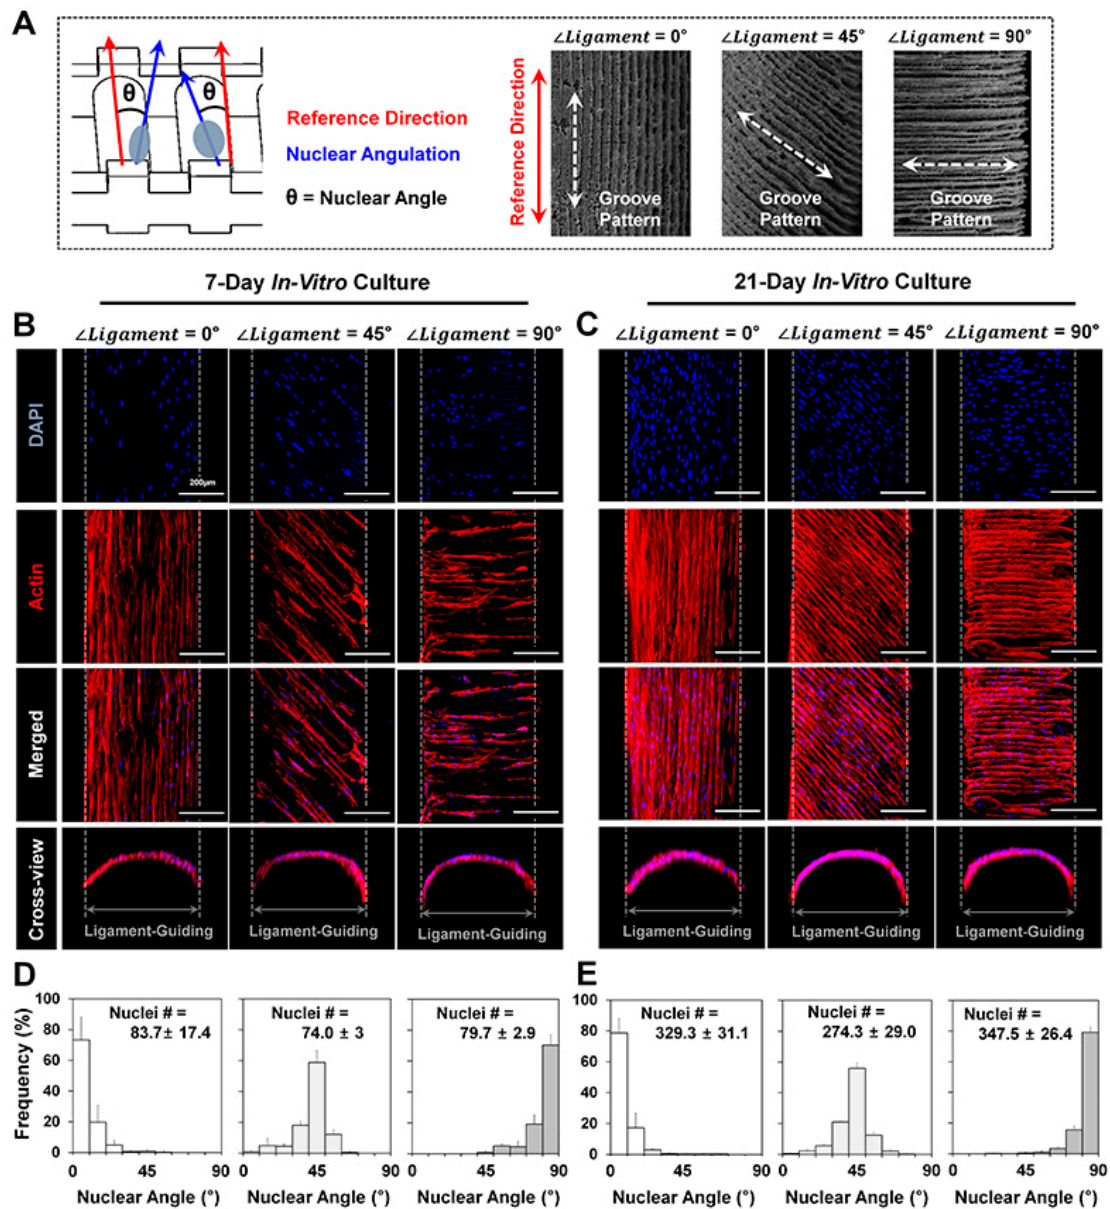 A
θ
θ
Reference Direction
Nuclear Angulation
θ = Nuclear Angle
∠Ligament = 0°
∠Ligament = 45°
∠Ligament = 90°
Reference Direction
Groove
Pattern
Groove
Pattern
Groove
Pattern
7-Day In-Vitro Culture
21-Day In-Vitro Culture
B
∠Ligament = 0°
∠Ligament = 45°
∠Ligament = 90°
C
∠Ligament = 0°
∠Ligament = 45°
∠Ligament = 90°
DAPI
200μm
Actin
Merged
Cross-view
Ligament-Guiding
Ligament-Guiding
Ligament-Guiding
Ligament-Guiding
Ligament-Guiding
Ligament-Guiding
D
Frequency (%)
100
80
60
40
20
0
Nuclei # =
83.7± 17.4
Nuclei # =
74.0 ± 3
Nuclei # =
79.7 ± 2.9
0 45 90
0 45 90
0 45 90
Nuclear Angle (°)
Nuclear Angle (°)
Nuclear Angle (°)
E
100
80
60
40
20
0
Nuclei # =
329.3 ± 31.1
Nuclei # =
274.3 ± 29.0
Nuclei # =
347.5 ± 26.4
0 45 90
0 45 90
0 45 90
Nuclear Angle (°)
Nuclear Angle (°)
Nuclear Angle (°)